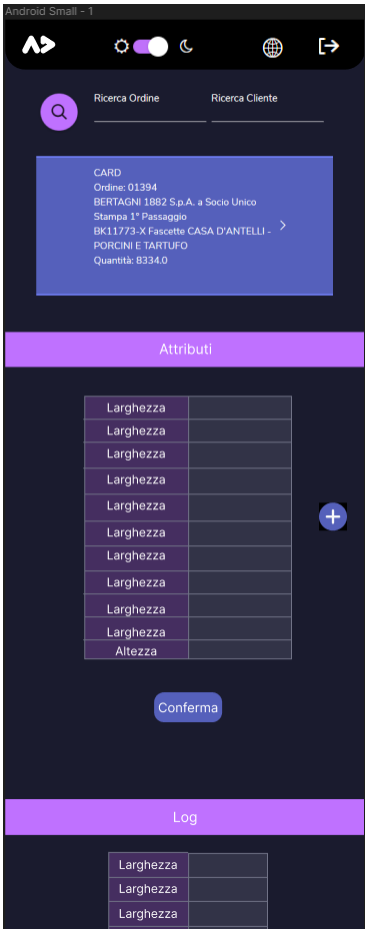 Android Small - 1
Ricerca Ordine Ricerca Cliente
CARD
Ordine: 01394
BERTAGNI 1882 S.p.A. a Socio Unico
Stampa 1° Passaggio
BK11773-X Fascette CASA D'ANTELLI -
PORCINI E TARTUFO
Quantità: 8334.0
Attributi
Larghezza
Larghezza
Larghezza
Larghezza
Larghezza
Larghezza
Larghezza
Larghezza
Larghezza
Larghezza
Altezza
Conferma
Log
Larghezza
Larghezza
Larghezza